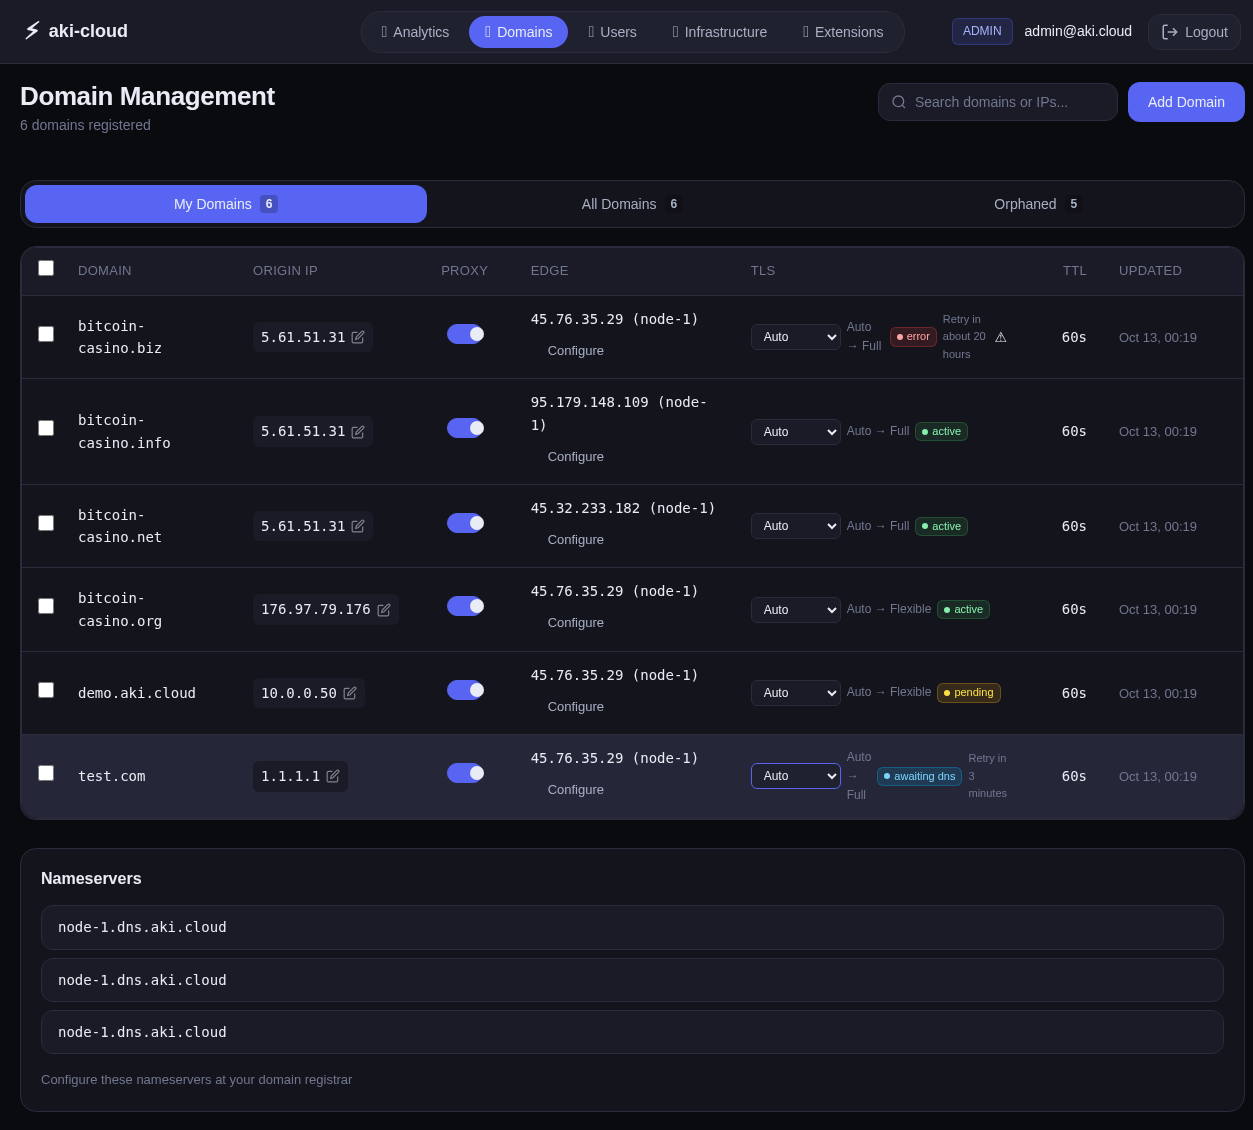 aki-cloud
Analytics
Domains
Users
Infrastructure
Extensions
ADMIN
admin@aki.cloud
Logout
Domain Management
6 domains registered
Search domains or IPs...
Add Domain
My Domains 6
All Domains 6
Orphaned 5
DOMAIN ORIGIN IP PROXY EDGE TLS TTL UPDATED
bitcoin-
casino.biz
5.61.51.31
45.76.35.29 (node-1)
Configure
Auto
Auto
→ Full
error
Retry in
about 20
hours
⚠
60s
Oct 13, 00:19
bitcoin-
casino.info
5.61.51.31
95.179.148.109 (node-
1)
Configure
Auto
Auto → Full
active
60s
Oct 13, 00:19
bitcoin-
casino.net
5.61.51.31
45.32.233.182 (node-1)
Configure
Auto
Auto → Full
active
60s
Oct 13, 00:19
bitcoin-
casino.org
176.97.79.176
45.76.35.29 (node-1)
Configure
Auto
Auto → Flexible
active
60s
Oct 13, 00:19
demo.aki.cloud
10.0.0.50
45.76.35.29 (node-1)
Configure
Auto
Auto → Flexible
pending
60s
Oct 13, 00:19
test.com
1.1.1.1
45.76.35.29 (node-1)
Configure
Auto
Auto
→
Full
awaiting dns
Retry in
3
minutes
60s
Oct 13, 00:19
Nameservers
node-1.dns.aki.cloud
node-1.dns.aki.cloud
node-1.dns.aki.cloud
Configure these nameservers at your domain registrar